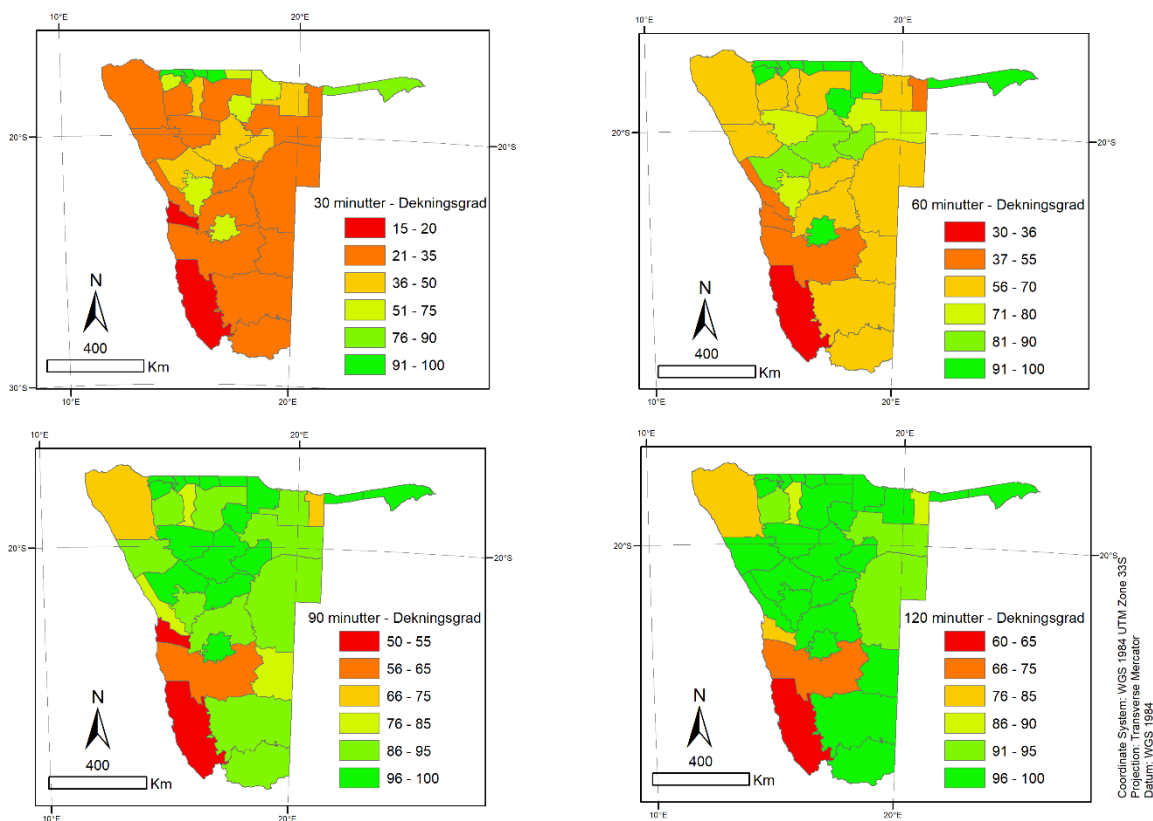 10°E
20°E
20°S
30 minutter - Dekningsgrad
15 - 20
21 - 35
36 - 50
51 - 75
76 - 90
91 - 100
N
400
Km
20°S
30°S
10°E
20°E
10°E
20°E
20°S
60 minutter - Dekningsgrad
30 - 36
37 - 55
56 - 70
71 - 80
81 - 90
91 - 100
N
400
Km
20°S
10°E
20°E
10°E
20°E
20°S
90 minutter - Dekningsgrad
50 - 55
56 - 65
66 - 75
76 - 85
86 - 95
96 - 100
N
400
Km
20°S
10°E
20°E
10°E
20°E
20°S
120 minutter - Dekningsgrad
60 - 65
66 - 75
76 - 85
86 - 90
91 - 95
96 - 100
N
400
Km
20°S
10°E
20°E
Coordinate System: WGS 1984 UTM Zone 33S
Projection: Transverse Mercator
Datum: WGS 1984